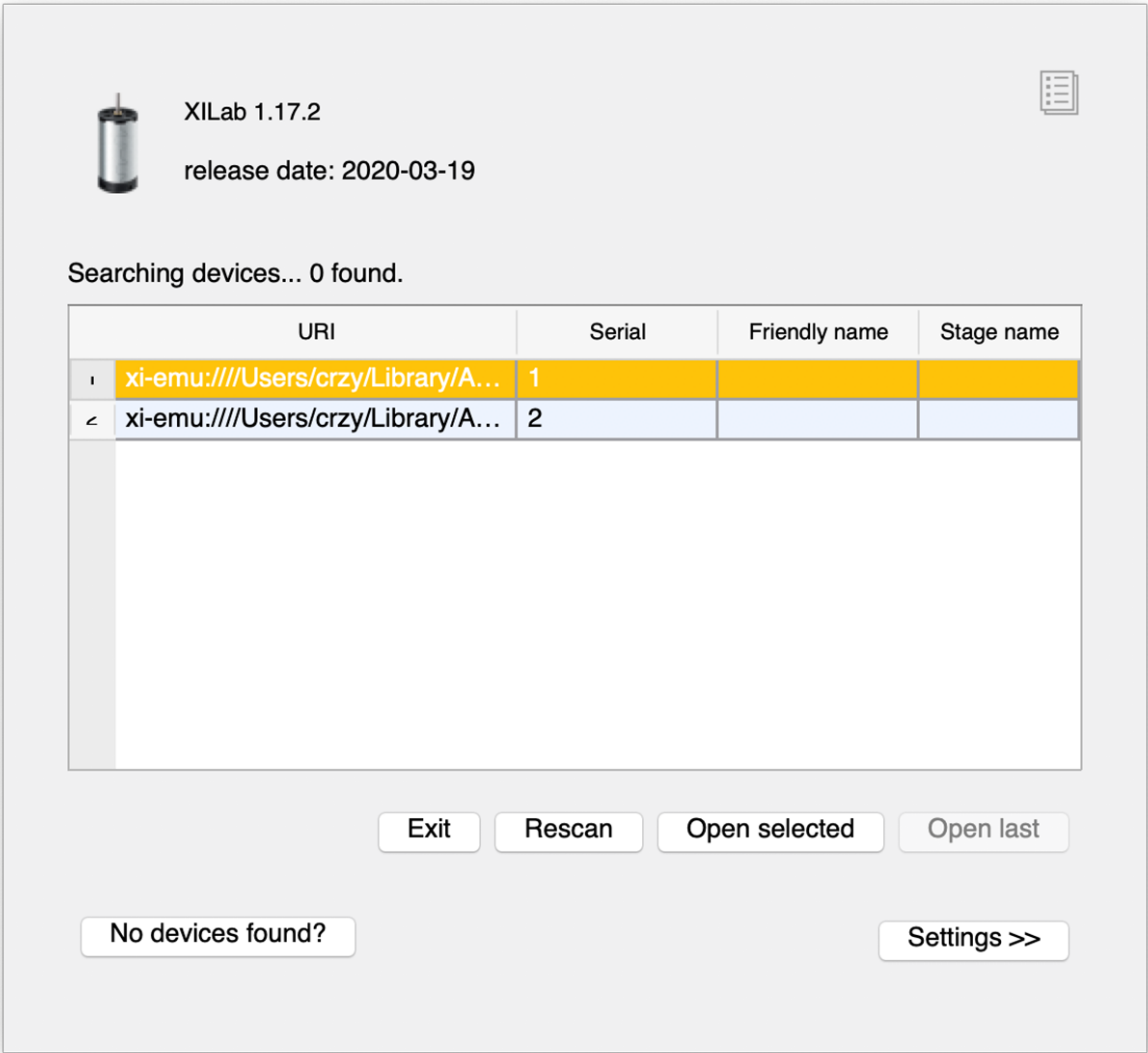 XILab 1.17.2
release date: 2020-03-19
Searching devices... 0 found.
URI Serial Friendly name Stage name
xi-emu:////Users/crzy/Library/A... 1
xi-emu:////Users/crzy/Library/A... 2
Exit Rescan Open selected Open last
No devices found? Settings >>